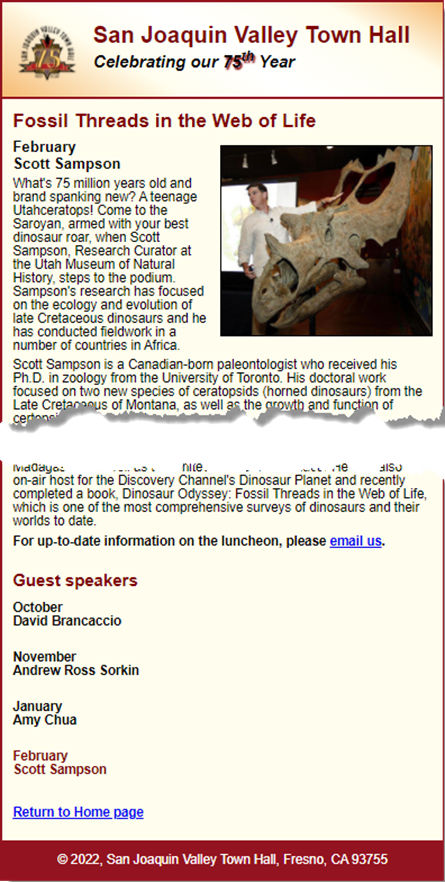 SAN JOAQUIN VALLEY TOWN HALL
75
San Joaquin Valley Town Hall
Celebrating our 75th Year
Fossil Threads in the Web of Life
February
Scott Sampson
What's 75 million years old and
brand spanking new? A teenage
Utahceratops! Come to the
Saroyan, armed with your best
dinosaur roar, when Scott
Sampson, Research Curator at
the Utah Museum of Natural
History, steps to the podium.
Sampson's research has focused
on the ecology and evolution of
late Cretaceous dinosaurs and he
has conducted fieldwork in a
number of countries in Africa.
Scott Sampson is a Canadian-born paleontologist who received his
Ph.D. in zoology from the University of Toronto. His doctoral work
focused on two new species of ceratopsids (horned dinosaurs) from the
Late Cretaceous of Montana, as well as the growth and function of
on-air host for the Discovery Channel's Dinosaur Planet and recently
completed a book, Dinosaur Odyssey: Fossil Threads in the Web of Life,
which is one of the most comprehensive surveys of dinosaurs and their
worlds to date.
For up-to-date information on the luncheon, please email us.
Guest speakers
October
David Brancaccio
November
Andrew Ross Sorkin
January
Amy Chua
February
Scott Sampson
Return to Home page
© 2022, San Joaquin Valley Town Hall, Fresno, CA 93755